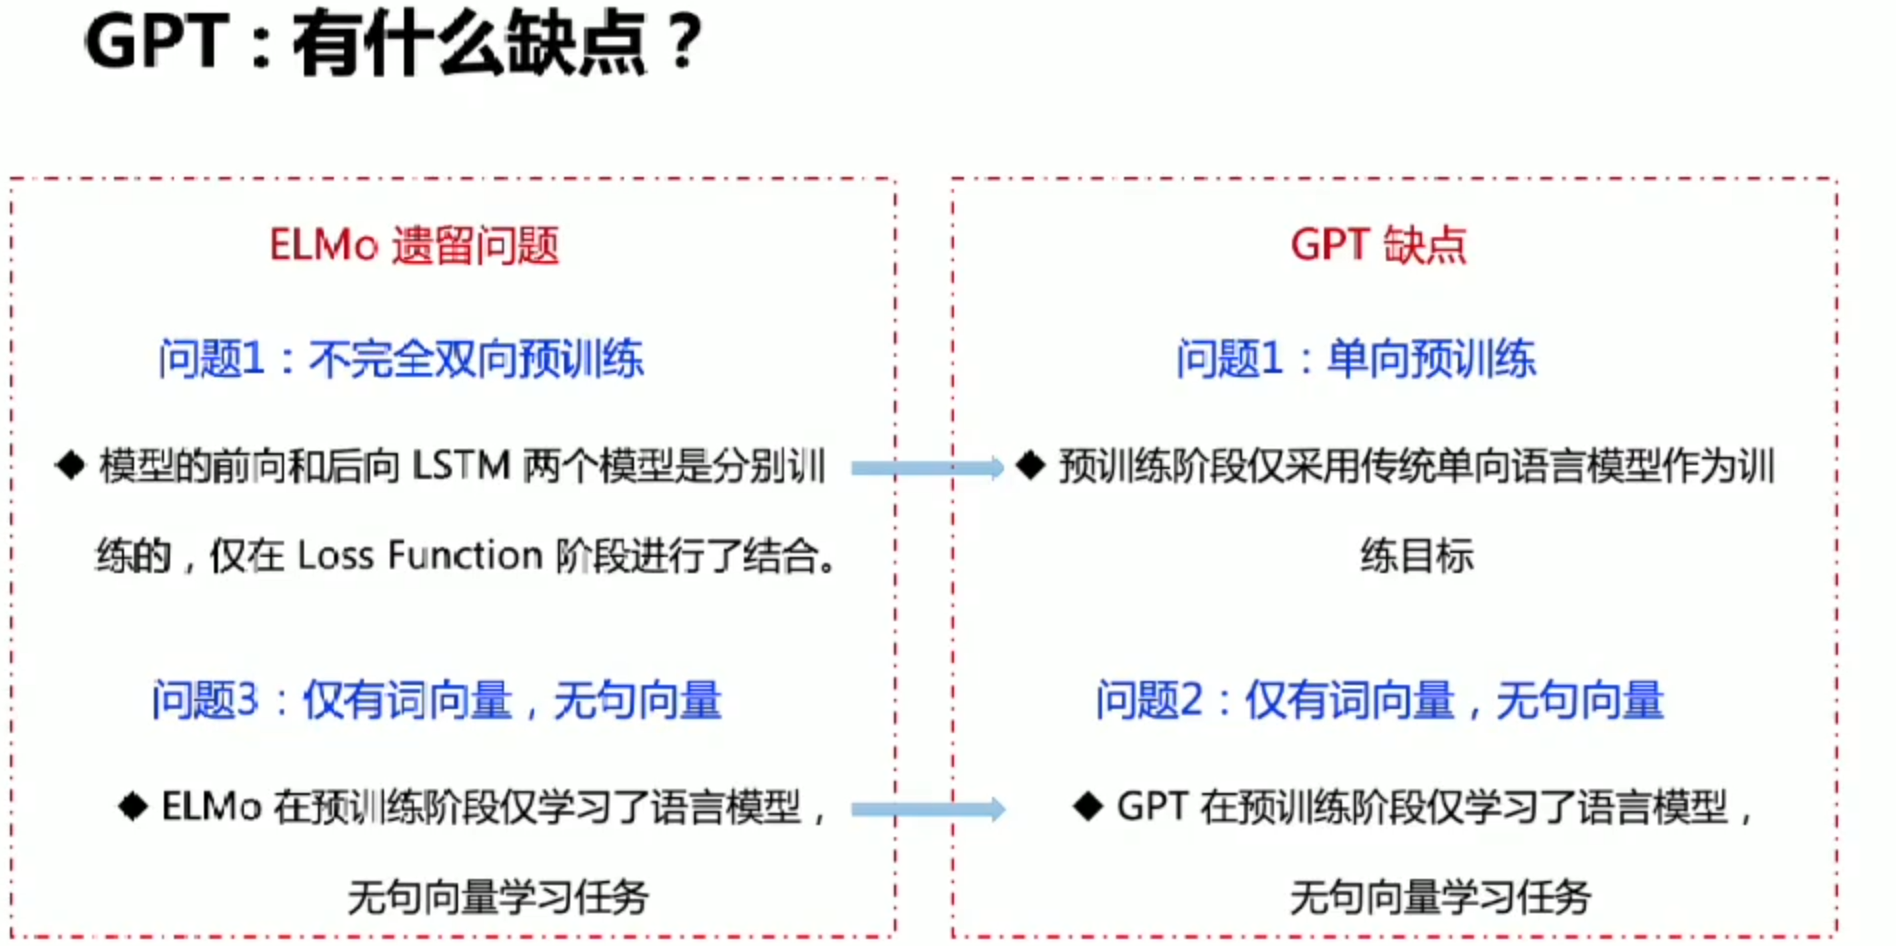 GPT：有什么缺点？
ELMo 遗留问题
问题1：不完全双向预训练
◆ 模型的前向和后向 LSTM 两个模型是分别训
练的，仅在 Loss Function 阶段进行了结合。
问题3：仅有词向量，无句向量
◆ ELMo 在预训练阶段仅学习了语言模型，
无句向量学习任务
GPT 缺点
问题1：单向预训练
◆ 预训练阶段仅采用传统单向语言模型作为训
练目标
问题2：仅有词向量，无句向量
◆ GPT 在预训练阶段仅学习了语言模型，
无句向量学习任务